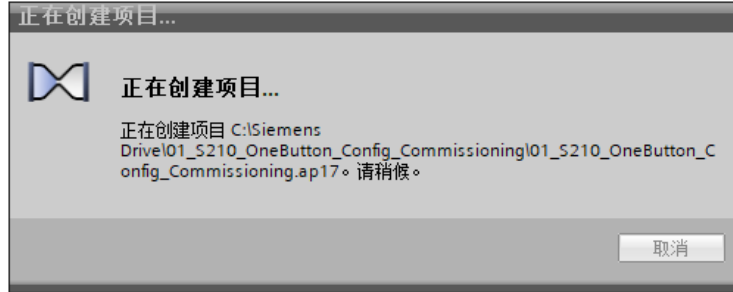 正在创建项目...
正在创建项目...
正在创建项目 C:\Siemens
Drive\01_S210_OneButton_Config_Commissioning\01_S210_OneButton_C
onfig_Commissioning.ap17。请稍候。
取消